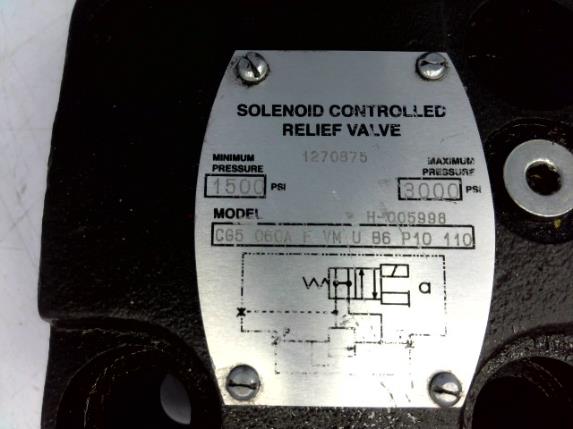 SOLENOID CONTROLLED
RELIEF VALVE
1270875
MINIMUM PRESSURE 1500 PSI
MAXIMUM PRESSURE 3000 PSI
MODEL H-005998
CG5 060A F VM U B6 P10 110
a